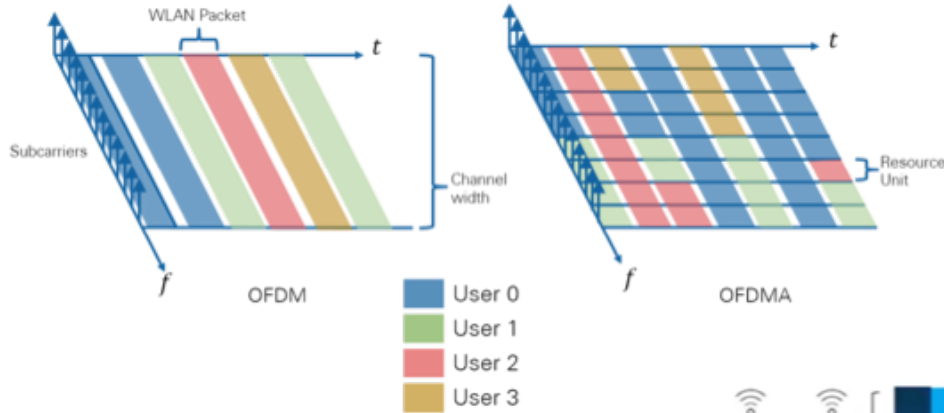 WLAN Packet
t
Subcarriers
Channel
width
f
OFDM
t
Resource
Unit
f
OFDMA
User 0
User 1
User 2
User 3